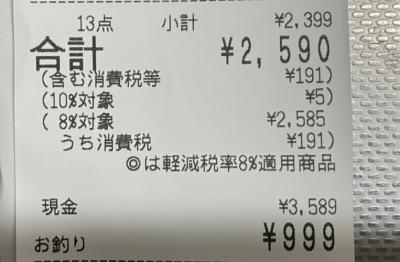 13点 小計 ¥2,399
合計 ¥2,590
(含む消費税等 ¥191)
(10%対象 ¥5)
( 8%対象 ¥2,585
うち消費税 ¥191)
◎は軽減税率8%適用商品
現金 ¥3,589
お釣り ¥999